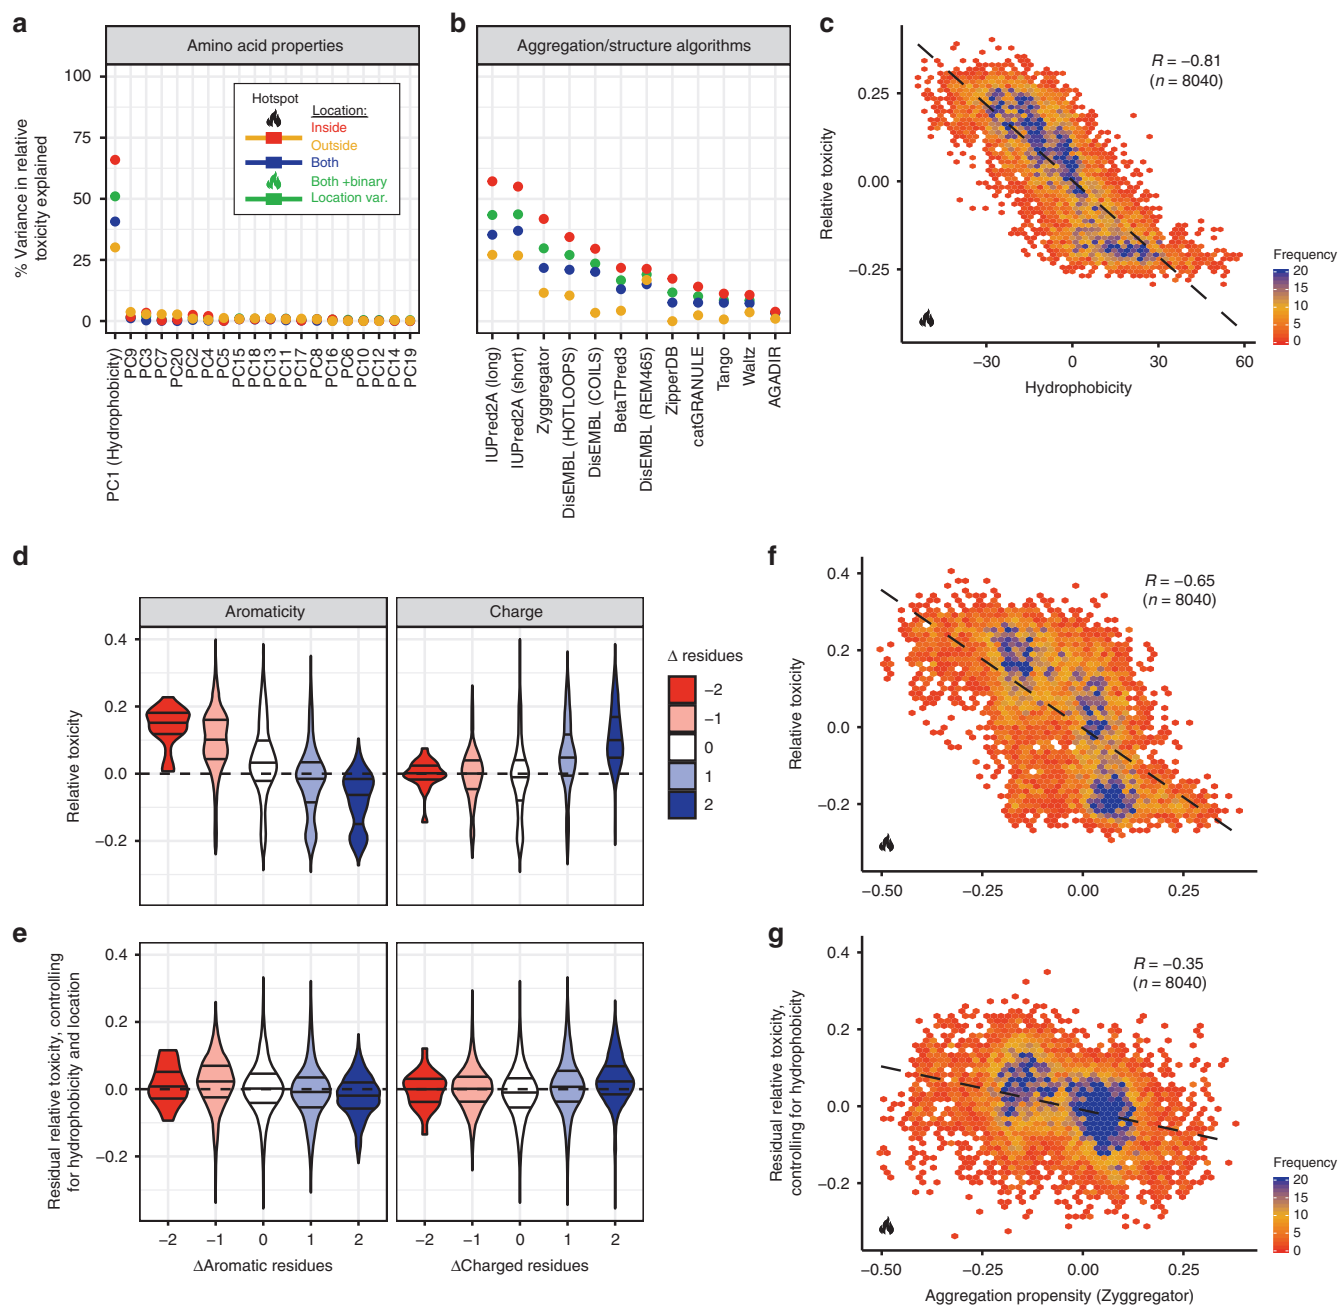 a
Amino acid properties
% Variance in relative
toxicity explained
100
75
50
25
0
Hotspot
Location:
Inside
Outside
Both
Both +binary
Location var.
PC1 (Hydrophobicity)
PC9
PC3
PC7
PC20
PC2
PC4
PC5
PC15
PC18
PC13
PC11
PC17
PC8
PC16
PC6
PC10
PC12
PC14
PC19
b
Aggregation/structure algorithms
IUPred2A (long)
IUPred2A (short)
Zyggregator
DisEMBL (HOTLOOPS)
DisEMBL (COILS)
BetaTPred3
DisEMBL (REM465)
ZipperDB
catGRANULE
Tango
Waltz
AGADIR
c
R = −0.81
(n = 8040)
Relative toxicity
0.25
0.00
−0.25
−30
0
30
60
Hydrophobicity
Frequency
20
15
10
5
0
d
Aromaticity
Charge
Relative toxicity
0.4
0.2
0.0
−0.2
Δ residues
−2
−1
0
1
2
e
Residual relative toxicity, controlling
for hydrophobicity and location
0.4
0.2
0.0
−0.2
−2
−1
0
1
2
−2
−1
0
1
2
ΔAromatic residues
ΔCharged residues
f
R = −0.65
(n = 8040)
Relative toxicity
0.4
0.2
0.0
−0.2
−0.50
−0.25
0.00
0.25
g
R = −0.35
(n = 8040)
Residual relative toxicity,
controlling for hydrophobicity
0.4
0.2
0.0
−0.2
−0.50
−0.25
0.00
0.25
Aggregation propensity (Zyggregator)
Frequency
20
15
10
5
0